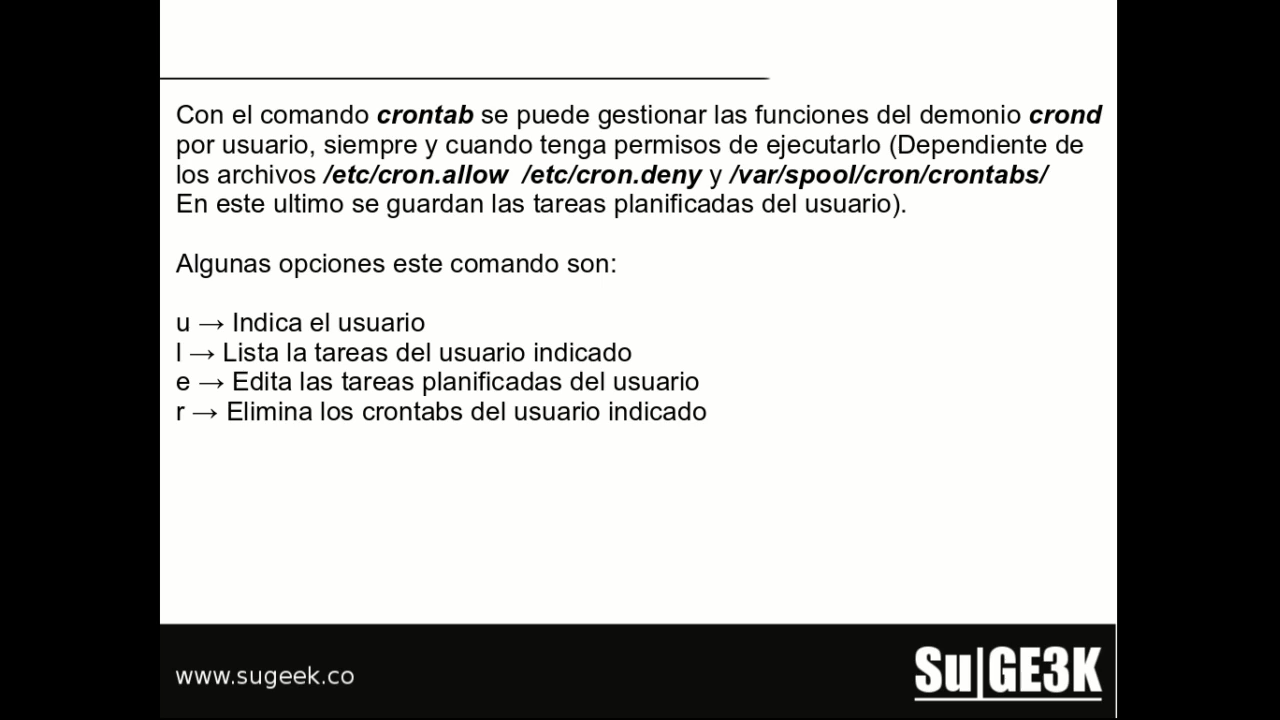 Con el comando crontab se puede gestionar las funciones del demonio crond
por usuario, siempre y cuando tenga permisos de ejecutarlo (Dependiente de
los archivos /etc/cron.allow /etc/cron.deny y /var/spool/cron/crontabs/
En este ultimo se guardan las tareas planificadas del usuario).
Algunas opciones este comando son:
u → Indica el usuario
l → Lista la tareas del usuario indicado
e → Edita las tareas planificadas del usuario
r → Elimina los crontabs del usuario indicado
www.sugeek.co
Su|GE3K